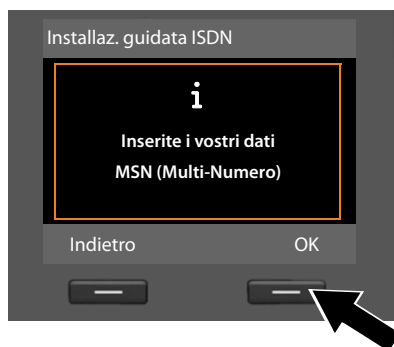 Installaz. guidata ISDN
i
Inserite i vostri dati
MSN (Multi-Numero)
Indietro OK